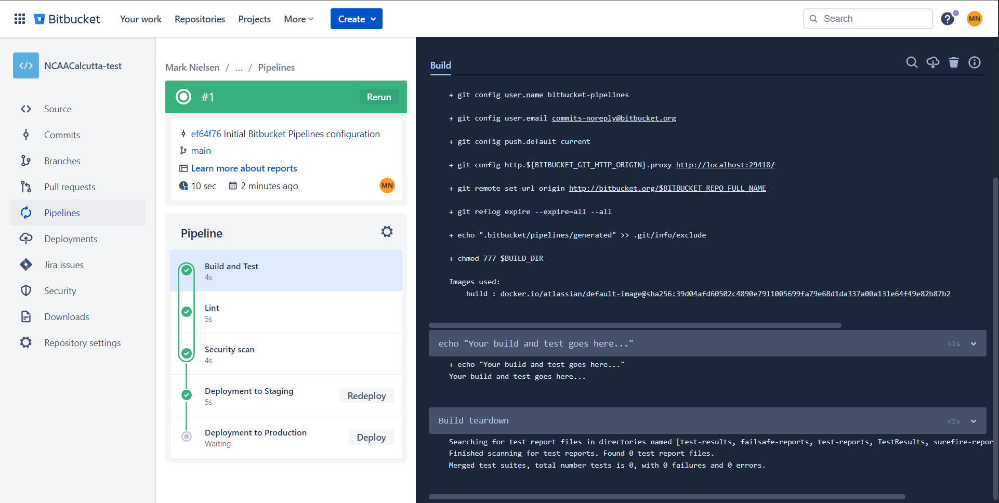 Bitbucket Your work Repositories Projects More Create Search ? MN
</> NCAACalcutta-test
Source
Commits
Branches
Pull requests
Pipelines
Deployments
Jira issues
Security
Downloads
Repository settings
Mark Nielsen / ... / Pipelines
#1 Rerun
ef64f76 Initial Bitbucket Pipelines configuration
main
Learn more about reports
10 sec 2 minutes ago MN
Pipeline
Build and Test
4s
Lint
5s
Security scan
4s
Deployment to Staging
5s
Redeploy
Deployment to Production
Waiting
Deploy
Build
+ git config user.name bitbucket-pipelines
+ git config user.email commits-noreply@bitbucket.org
+ git config push.default current
+ git config http.${BITBUCKET_GIT_HTTP_ORIGIN}.proxy http://localhost:29418/
+ git remote set-url origin http://bitbucket.org/$BITBUCKET_REPO_FULL_NAME
+ git reflog expire --expire=all --all
+ echo ".bitbucket/pipelines/generated" >> .git/info/exclude
+ chmod 777 $BUILD_DIR
Images used:
build : docker.io/atlassian/default-image@sha256:39d04afd60502c4890e7911005699fa79e68d1da337a00a131e64f49e82b87b2
echo "Your build and test goes here..." <1s
+ echo "Your build and test goes here..."
Your build and test goes here...
Build teardown <1s
Searching for test report files in directories named [test-results, failsafe-reports, test-reports, TestResults, surefire-repor
Finished scanning for test reports. Found 0 test report files.
Merged test suites, total number tests is 0, with 0 failures and 0 errors.